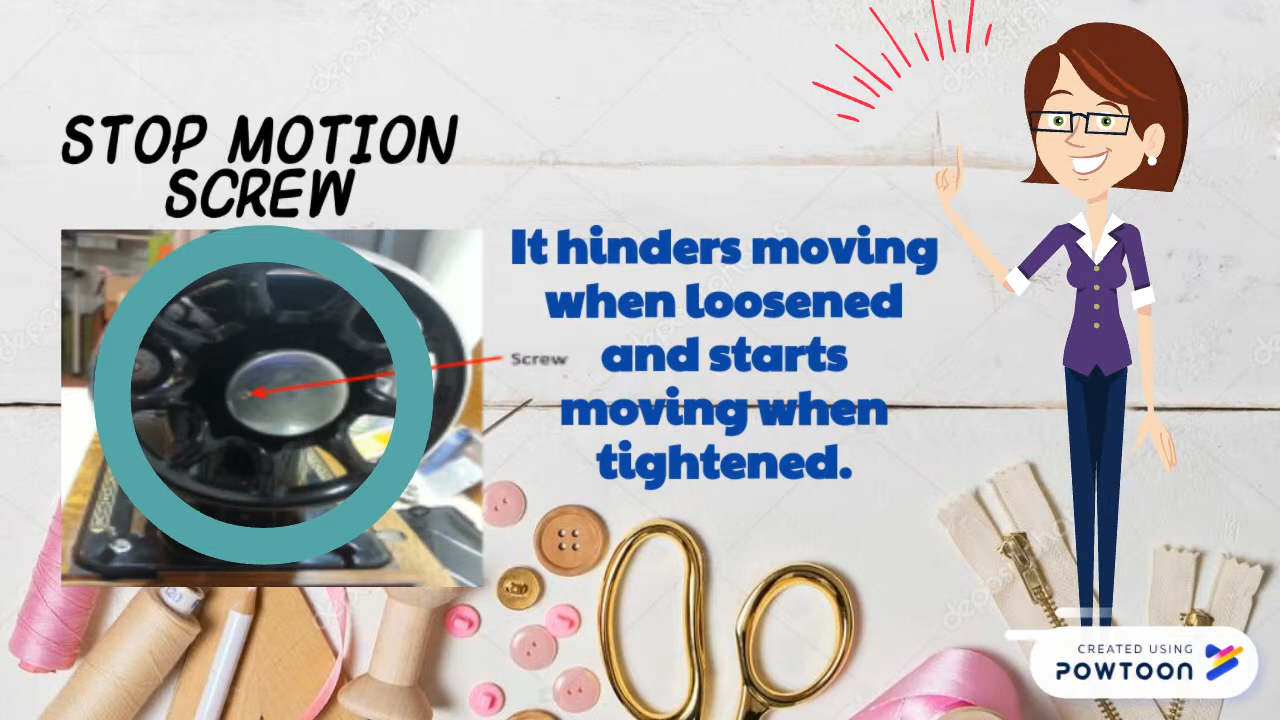 STOP MOTION
SCREW
It hinders moving
when loosened
and starts
moving when
tightened.
Screw
CREATED USING
POWTOON